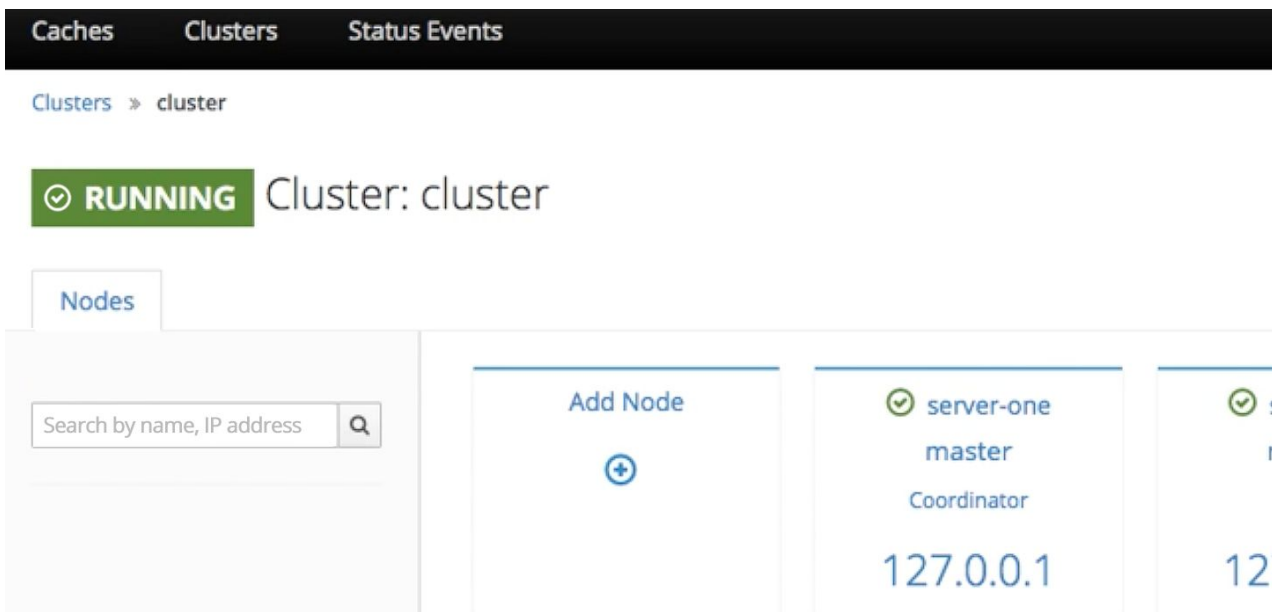 Caches Clusters Status Events
Clusters » cluster
RUNNING Cluster: cluster
Nodes
Search by name, IP address
Add Node
server-one
master
Coordinator
127.0.0.1
12